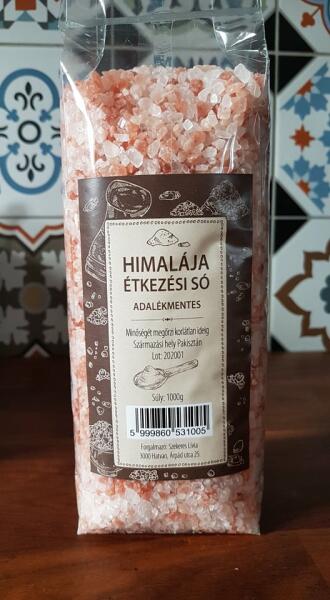 HIMALÁJA
ÉTKEZÉSI SÓ
ADALÉKMENTES
Minőségét megőrzi korlátlan ideig
Származási hely Pakisztán
Lot: 202001
Súly: 1000g
5 999860 531005
Forgalmazó: Szekeres Lívia
3000 Hatvan, Árpád utca 25.